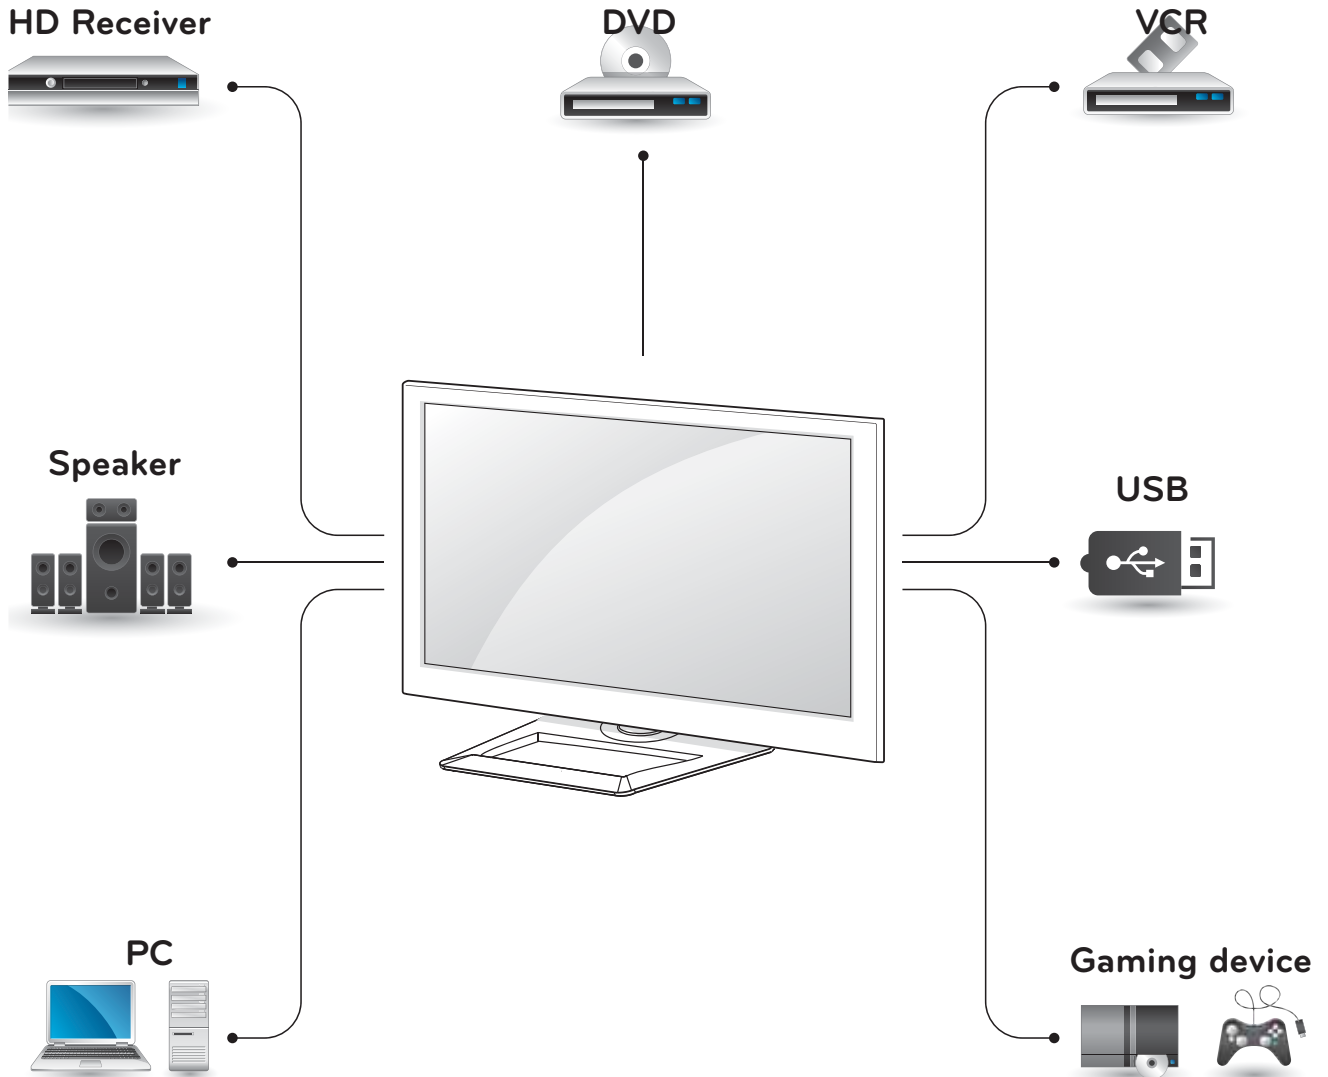 HD Receiver
DVD
VCR
Speaker
USB
PC
Gaming device